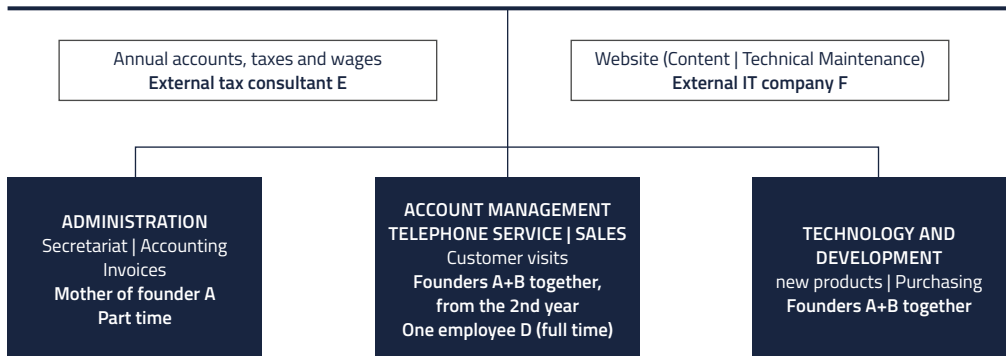 Annual accounts, taxes and wages
External tax consultant E
Website (Content | Technical Maintenance)
External IT company F
ADMINISTRATION
Secretariat | Accounting
Invoices
Mother of founder A
Part time
ACCOUNT MANAGEMENT
TELEPHONE SERVICE | SALES
Customer visits
Founders A+B together,
from the 2nd year
One employee D (full time)
TECHNOLOGY AND
DEVELOPMENT
new products | Purchasing
Founders A+B together